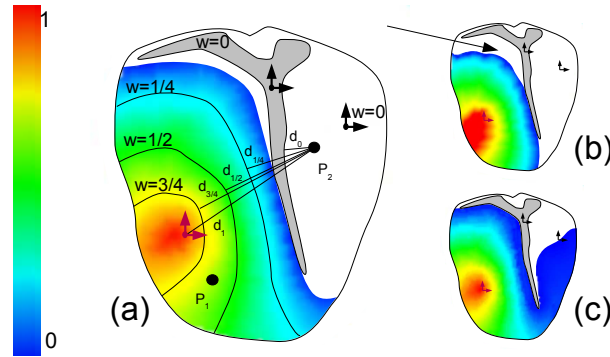 1
0
w=0
w=1/4
w=1/2
w=3/4
d₀
d₁/₄
d₁/₂
d₃/₄
d₁
w=0
P₂
P₁
(a)
(b)
(c)